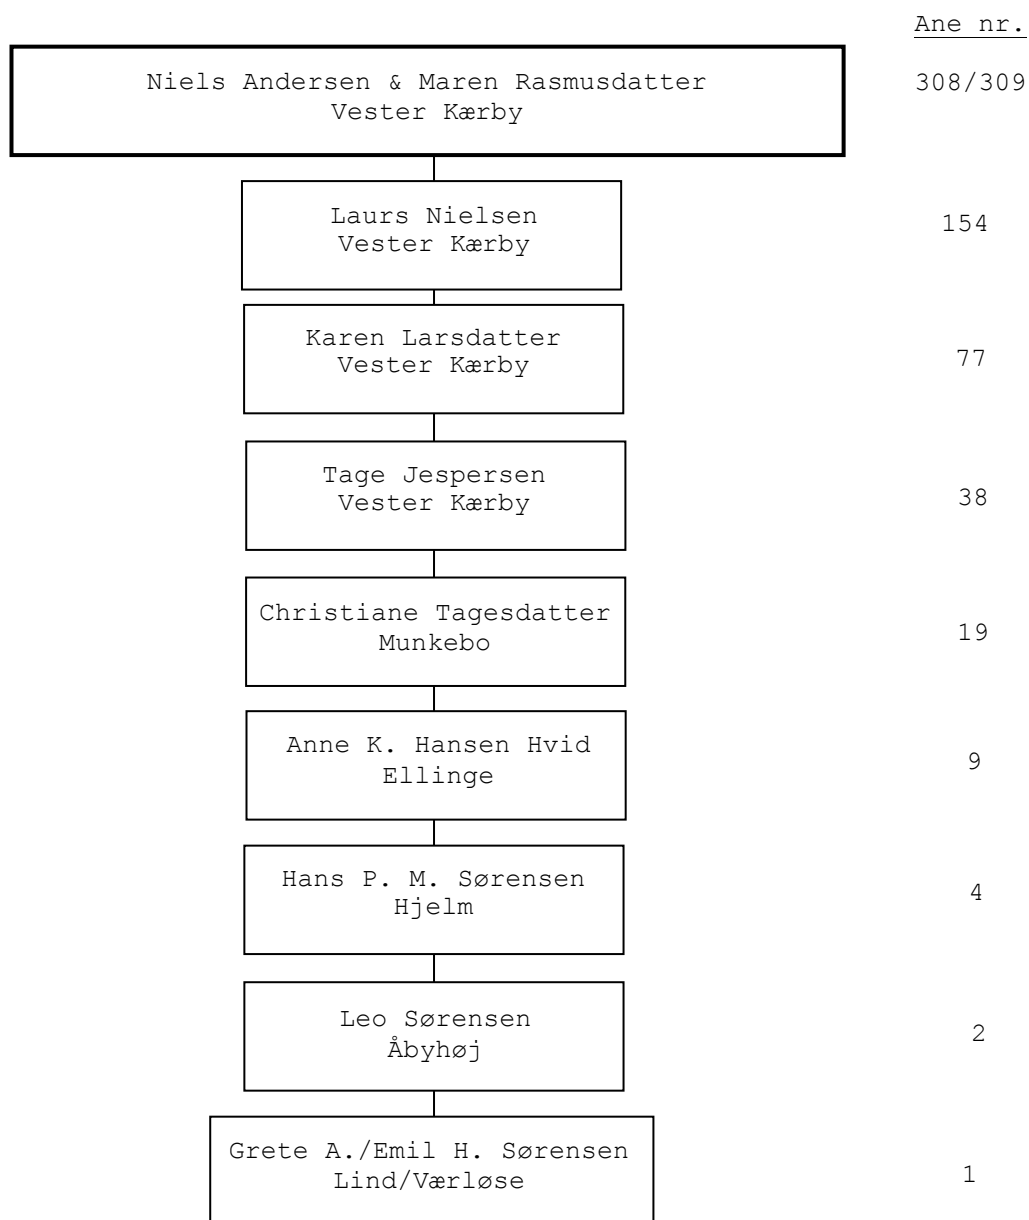 Ane nr.
Niels Andersen & Maren Rasmusdatter
Vester Kærby
308/309
Laurs Nielsen
Vester Kærby
154
Karen Larsdatter
Vester Kærby
77
Tage Jespersen
Vester Kærby
38
Christiane Tagesdatter
Munkebo
19
Anne K. Hansen Hvid
Ellinge
9
Hans P. M. Sørensen
Hjelm
4
Leo Sørensen
Åbyhøj
2
Grete A./Emil H. Sørensen
Lind/Værløse
1